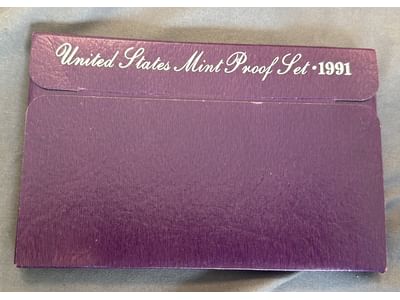 United States Mint Proof Set • 1991